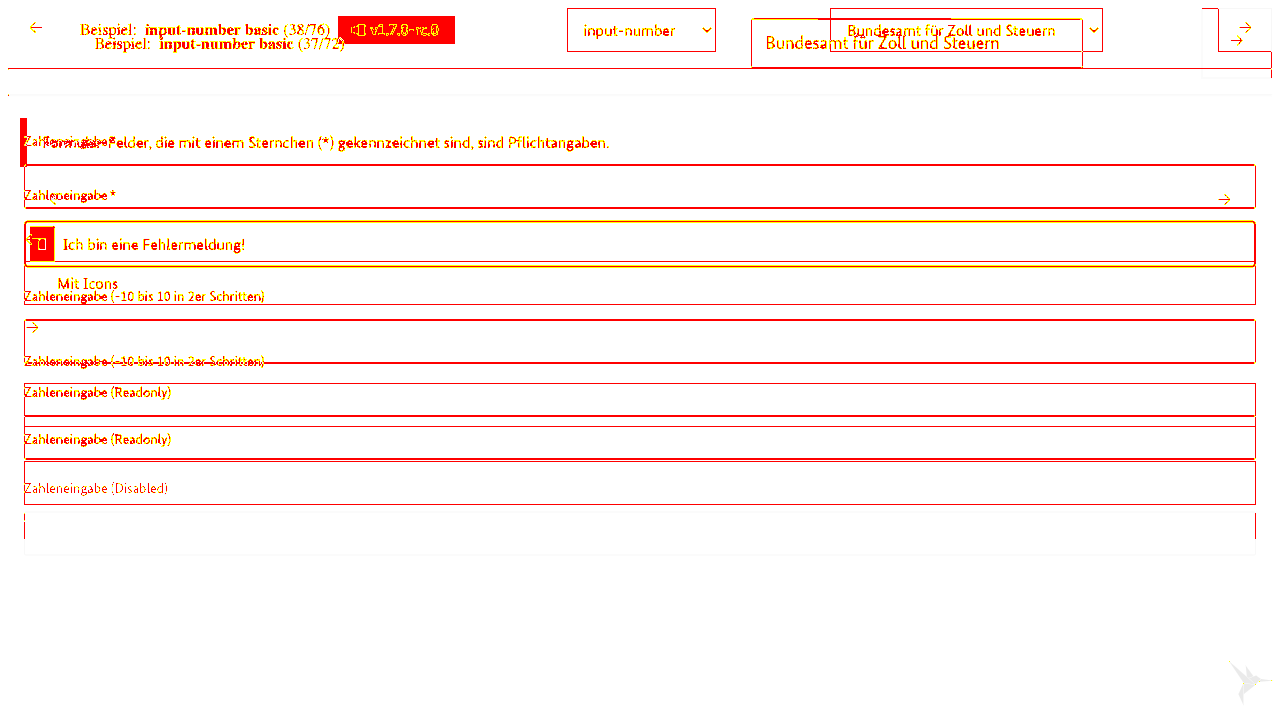 Beispiel: input-number basic (38/76) v1.7.0-rc.0 input-number Bundesamt für Zoll und Steuern
Beispiel: input-number basic (37/72) Bundesamt für Zoll und Steuern
Zahleneingabe *
Formular-Felder, die mit einem Sternchen (*) gekennzeichnet sind, sind Pflichtangaben.
Zahleneingabe *
Ich bin eine Fehlermeldung!
Mit Icons
Zahleneingabe (-10 bis 10 in 2er Schritten)
Zahleneingabe (-10 bis 10 in 2er Schritten)
Zahleneingabe (Readonly)
Zahleneingabe (Readonly)
Zahleneingabe (Disabled)